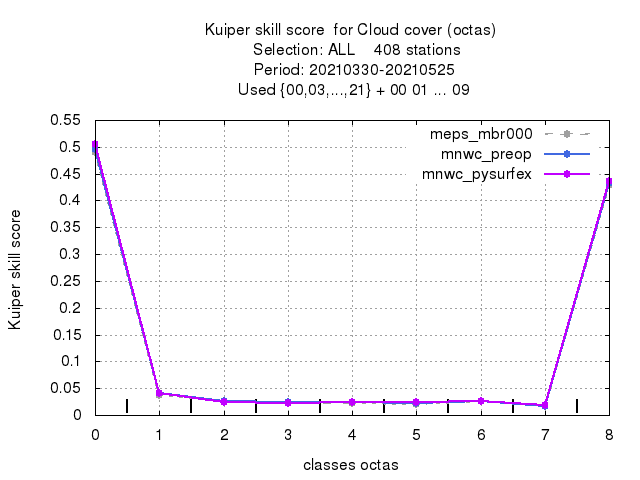 Kuiper skill score  for Cloud cover (octas)
Selection: ALL    408 stations
Period: 20210330-20210525
Used {00,03,...,21} + 00 01 ... 09
meps_mbr000
mnwc_preop
mnwc_pysurfex
Kuiper skill score
0.55
0.5
0.45
0.4
0.35
0.3
0.25
0.2
0.15
0.1
0.05
0
0 1 2 3 4 5 6 7 8
classes octas